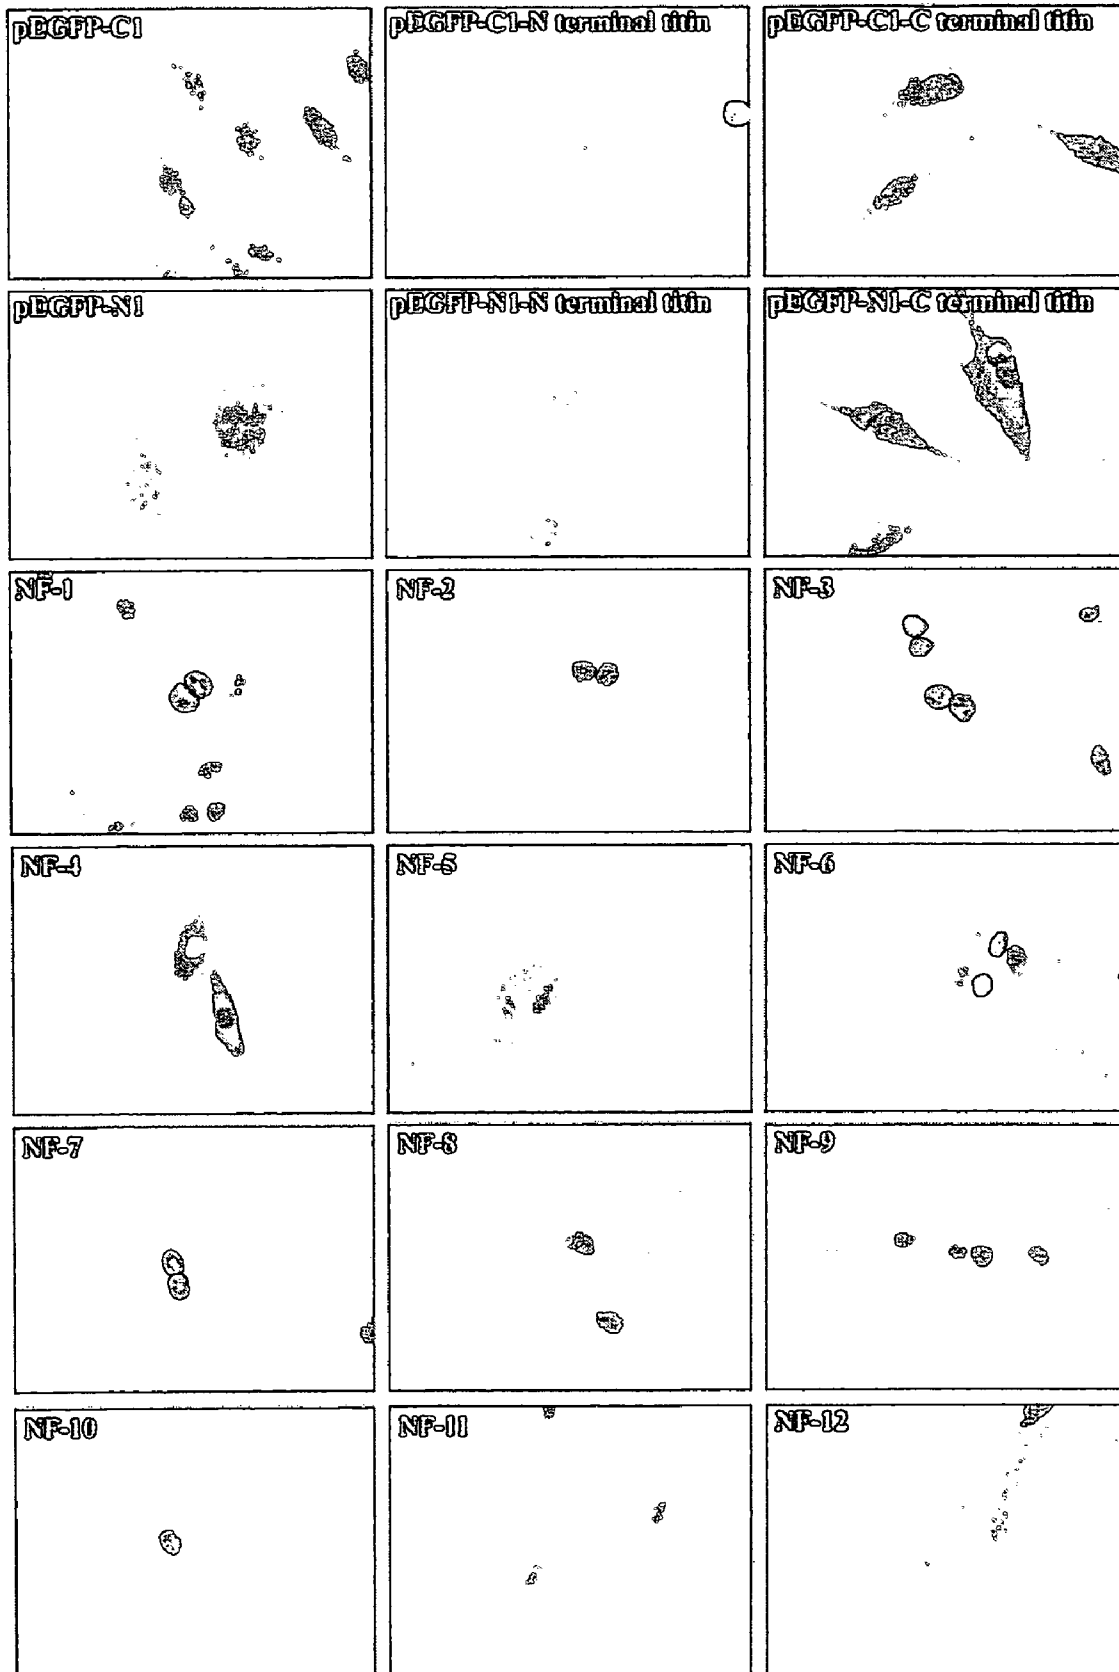 pEGFP-C1
pEGFP-C1-N terminal titin
pEGFP-C1-C terminal titin
pEGFP-N1
pEGFP-N1-N terminal titin
pEGFP-N1-C terminal titin
NF-1
NF-2
NF-3
NF-4
NF-5
NF-6
NF-7
NF-8
NF-9
NF-10
NF-11
NF-12